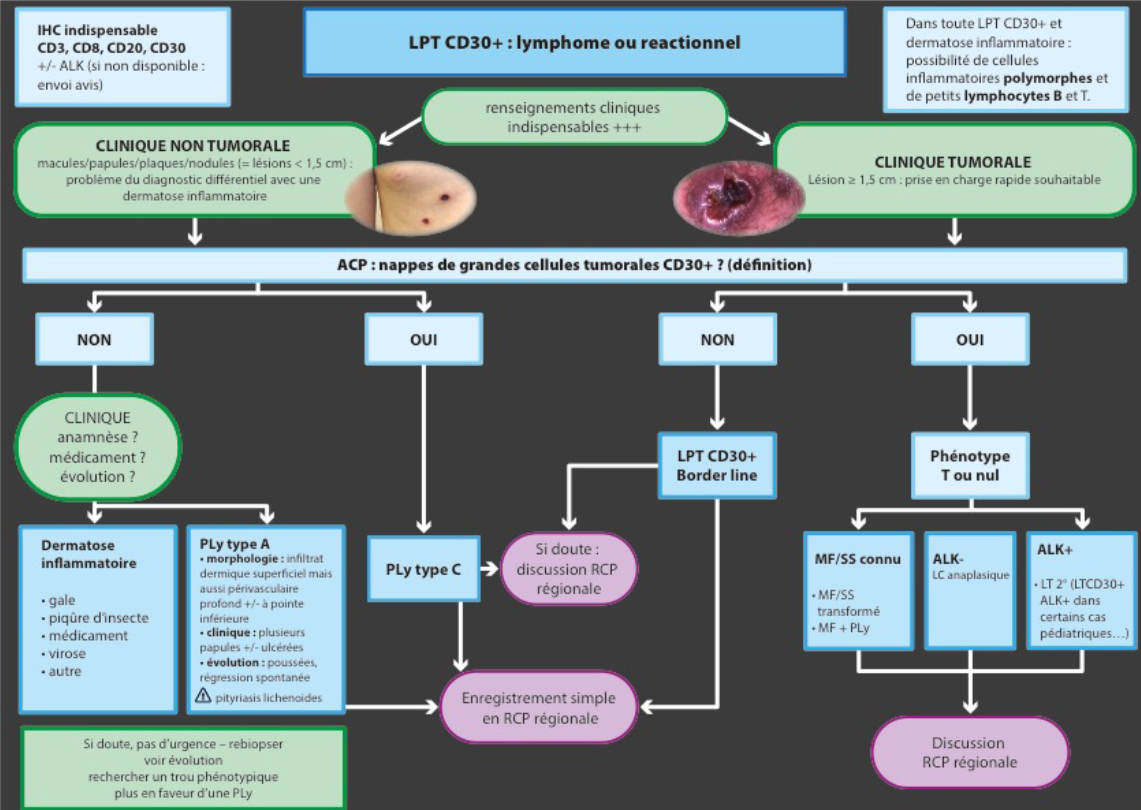 IHC indispensable
CD3, CD8, CD20, CD30
+/- ALK (si non disponible :
envoi avis)
LPT CD30+ : lymphome ou reactionnel
Dans toute LPT CD30+ et
dermatose inflammatoire :
possibilité de cellules
inflammatoires polymorphes et
de petits lymphocytes B et T.
renseignements cliniques
indispensables +++
CLINIQUE NON TUMORALE
macules/papules/plaques/nodules (= lésions < 1,5 cm) :
problème du diagnostic différentiel avec une
dermatose inflammatoire
CLINIQUE TUMORALE
Lésion ≥ 1,5 cm : prise en charge rapide souhaitable
ACP : nappes de grandes cellules tumorales CD30+ ? (définition)
NON
OUI
NON
OUI
CLINIQUE
anamnèse ?
médicament ?
évolution ?
LPT CD30+
Border line
Phénotype
T ou nul
Dermatose
inflammatoire
• gale
• piqûre d'insecte
• médicament
• virose
• autre
PLy type A
• morphologie : infiltrat
dermique superficiel mais
aussi périvasculaire
profond +/- à pointe
inférieure
• clinique : plusieurs
papules +/- ulcérées
• évolution : poussées,
régression spontanée
⚠ pityriasis lichenoides
PLy type C
Si doute :
discussion RCP
régionale
MF/SS connu
• MF/SS
transformé
• MF + PLy
ALK-
LC anaplasique
ALK+
• LT 2° (LTCD30+
ALK+ dans
certains cas
pédiatriques...)
Enregistrement simple
en RCP régionale
Discussion
RCP régionale
Si doute, pas d'urgence – rebiopser
voir évolution
rechercher un trou phénotypique
plus en faveur d'une PLy